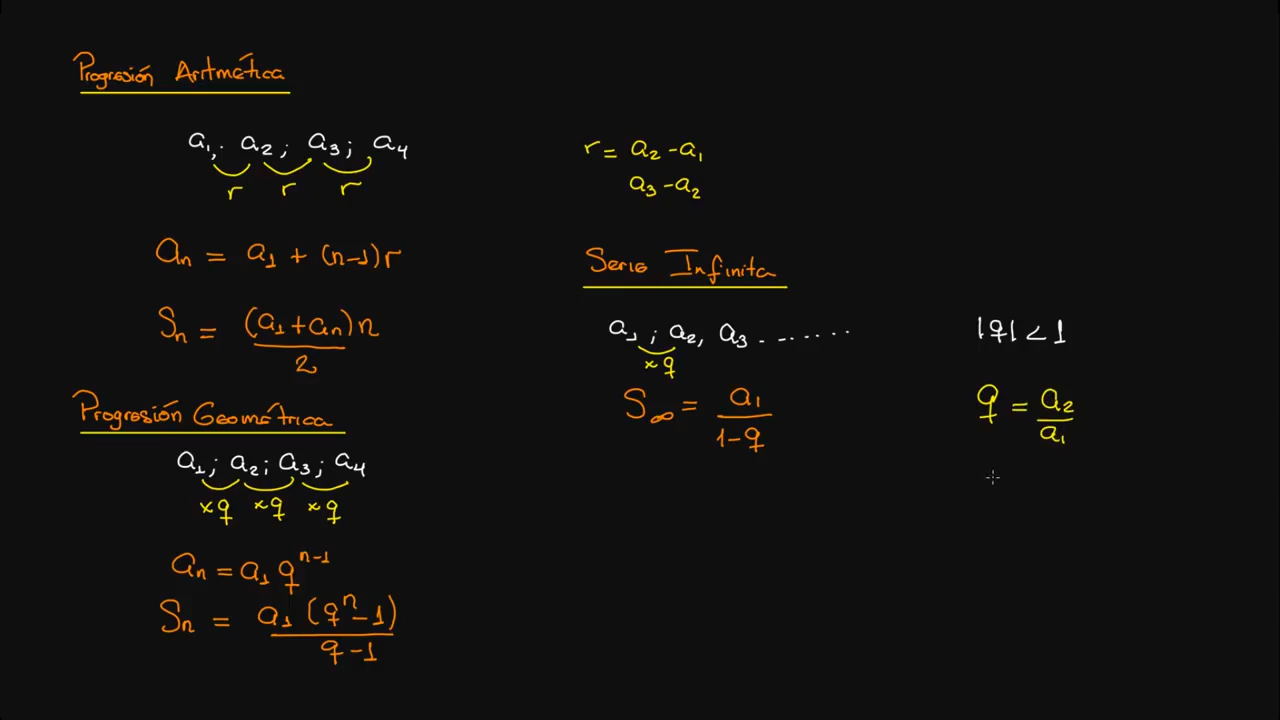 Progresión Aritmética
a₁; a₂; a₃; a₄
r r r
aₙ = a₁ + (n-1)r
Sₙ = (a₁+aₙ)n / 2
Progresión Geométrica
a₁; a₂; a₃; a₄
×q ×q ×q
aₙ = a₁ qⁿ⁻¹
Sₙ = a₁ (qⁿ-1) / q-1
r = a₂ - a₁
a₃ - a₂
Serie Infinita
a₁; a₂, a₃ .......
×q
S∞ = a₁ / 1-q
|q| < 1
q = a₂ / a₁